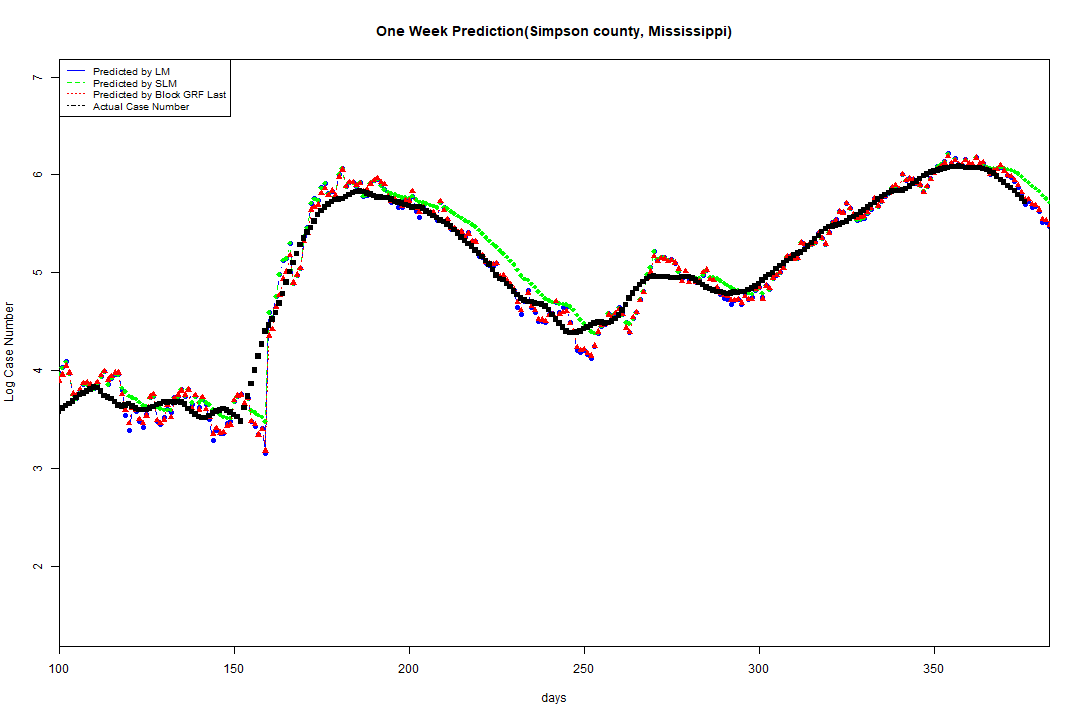 One Week Prediction(Simpson county, Mississippi)
Predicted by LM
Predicted by SLM
Predicted by Block GRF Last
Actual Case Number
7
6
5
4
3
2
Log Case Number
100 150 200 250 300 350
days